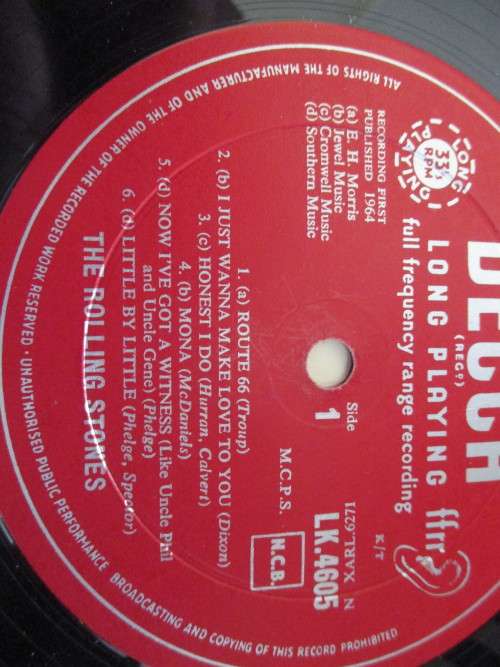 ALL RIGHTS OF THE MANUFACTURER AND OF THE OWNER OF THE RECORDED WORK RESERVED · UNAUTHORISED PUBLIC PERFORMANCE BROADCASTING AND COPYING OF THIS RECORD PROHIBITED
DECCA
(REGD)
LONG PLAYING ffrr
full frequency range recording
LONG
33⅓
RPM
PLAYING
K/T
RECORDING FIRST
PUBLISHED 1964
(a) E. H. Morris
(b) Jewel Music
(c) Cromwell Music
(d) Southern Music
Side
1
N XARL.6271
LK.4605
M.C.P.S.
N.C.B.
1. (a) ROUTE 66 (Troup)
2. (b) I JUST WANNA MAKE LOVE TO YOU (Dixon)
3. (c) HONEST I DO (Hurran, Calvert)
4. (b) MONA (McDaniels)
5. (d) NOW I'VE GOT A WITNESS (Like Uncle Phil
and Uncle Gene) (Phelge)
6. (d) LITTLE BY LITTLE (Phelge, Spector)
THE ROLLING STONES